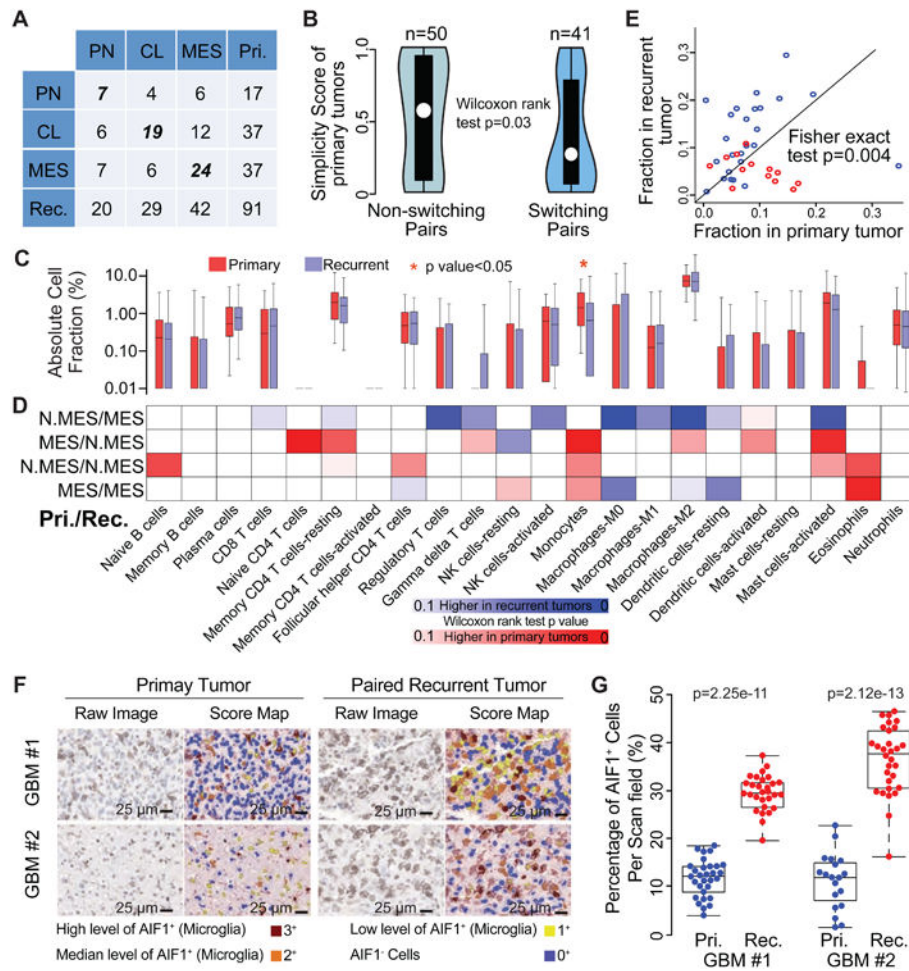 A
PN CL MES Pri.
PN 7 4 6 17
CL 6 19 12 37
MES 7 6 24 37
Rec. 20 29 42 91
B
n=50 n=41
Simplicity Score of
primary tumors
1.0
0.5
0
Wilcoxon rank
test p=0.03
Non-switching
Pairs
Switching
Pairs
E
Fraction in recurrent
tumor
0.3
0.2
0.1
0.0
Fisher exact
test p=0.004
0.0 0.1 0.2 0.3
Fraction in primary tumor
C
Primary Recurrent * p value<0.05
*
Absolute Cell
Fraction (%)
10.0
1.00
0.10
0.01
D
N.MES/MES
MES/N.MES
N.MES/N.MES
MES/MES
Pri./Rec.
Naive B cells
Memory B cells
Plasma cells
CD8 T cells
Naive CD4 T cells
Memory CD4 T cells-resting
Memory CD4 T cells-activated
Follicular helper CD4 T cells
Regulatory T cells
Gamma delta T cells
NK cells-resting
NK cells-activated
Monocytes
Macrophages-M0
Macrophages-M1
Macrophages-M2
Dendritic cells-resting
Dendritic cells-activated
Mast cells-resting
Mast cells-activated
Eosinophils
Neutrophils
0.1 Higher in recurrent tumors 0
Wilcoxon rank test p value
0.1 Higher in primary tumors 0
F
Primay Tumor Paired Recurrent Tumor
Raw Image Score Map Raw Image Score Map
GBM #1
25 μm 25 μm 25 μm 25 μm
GBM #2
25 μm 25 μm 25 μm 25 μm
High level of AIF1⁺ (Microglia) 3⁺ Low level of AIF1⁺ (Microglia) 1⁺
Median level of AIF1⁺ (Microglia) 2⁺ AIF1⁻ Cells 0⁺
G
p=2.25e-11 p=2.12e-13
Percentage of AIF1⁺ Cells
Per Scan field (%)
50
40
30
20
10
0
Pri. Rec. Pri. Rec.
GBM #1 GBM #2